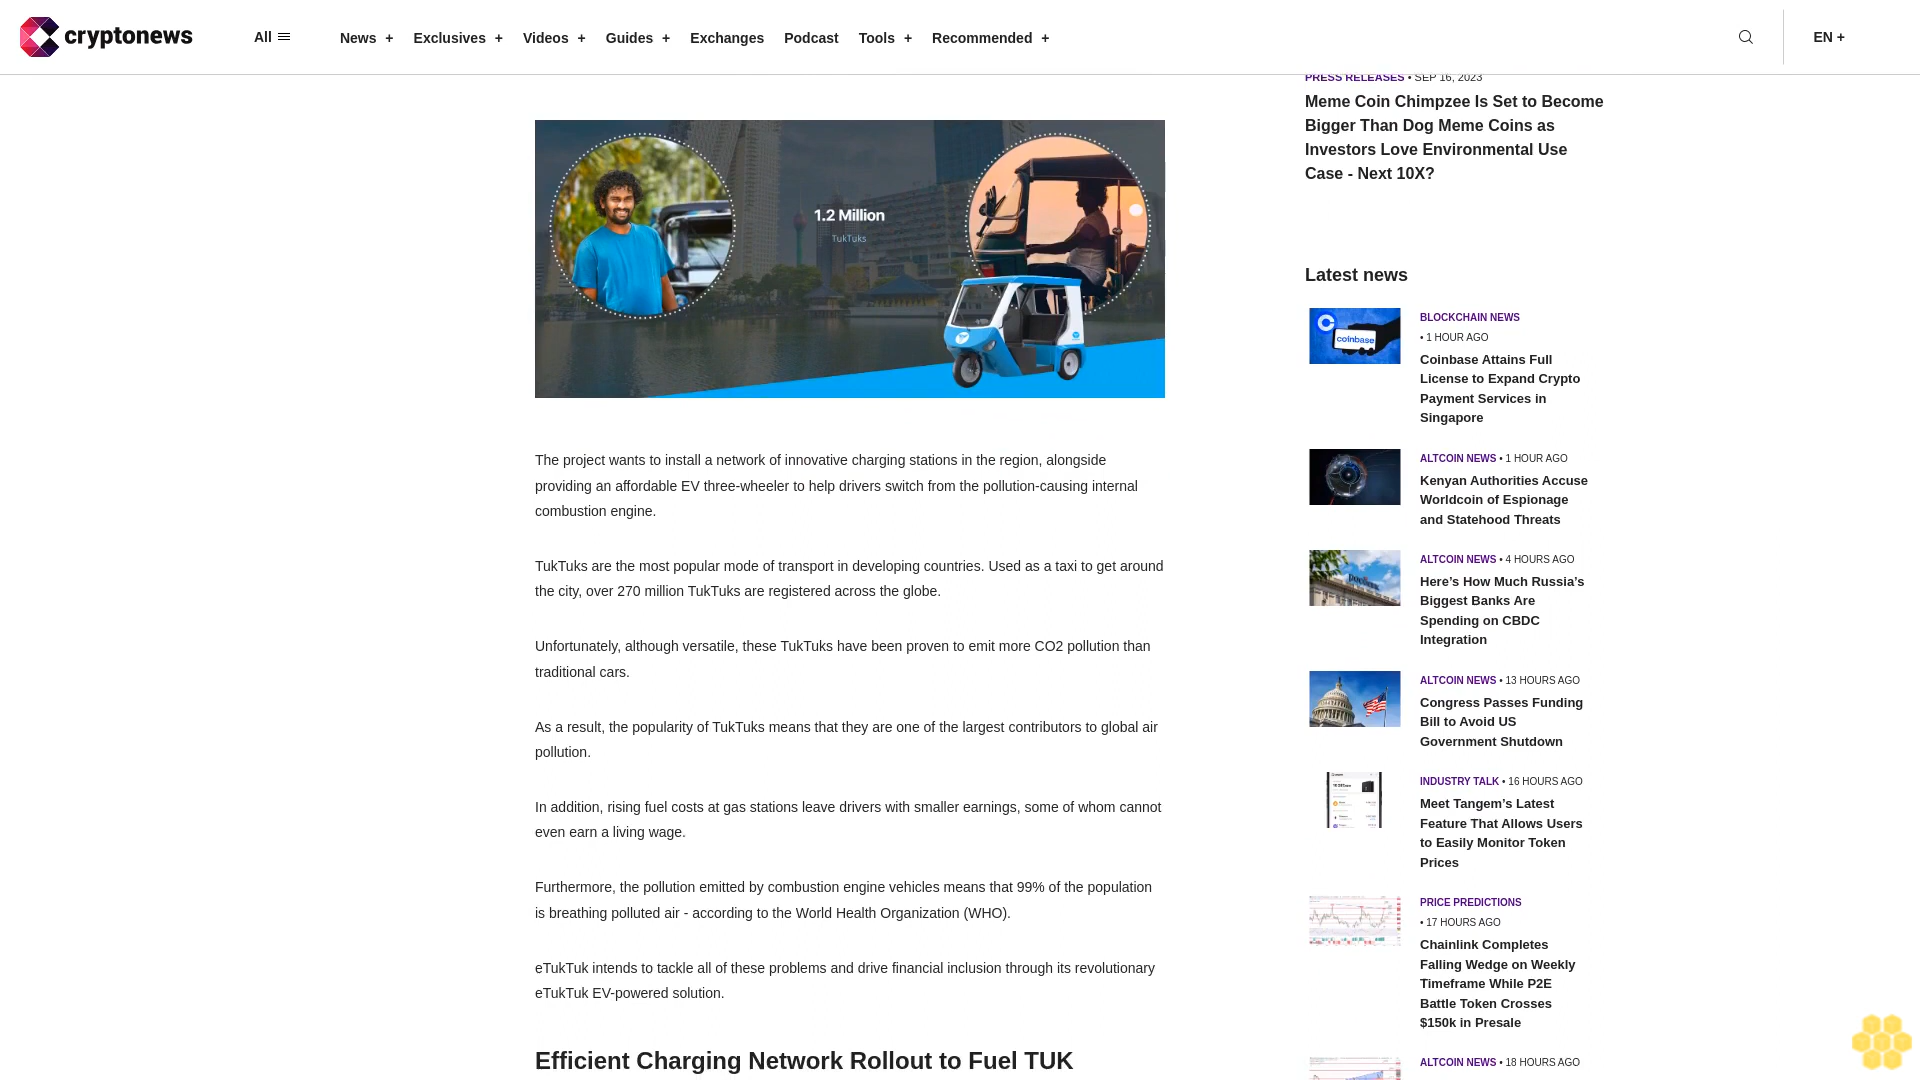 cryptonews
All
News +
Exclusives +
Videos +
Guides +
Exchanges
Podcast
Tools +
Recommended +
EN +
1.2 Million
TukTuks
The project wants to install a network of innovative charging stations in the region, alongside
providing an affordable EV three-wheeler to help drivers switch from the pollution-causing internal
combustion engine.
TukTuks are the most popular mode of transport in developing countries. Used as a taxi to get around
the city, over 270 million TukTuks are registered across the globe.
Unfortunately, although versatile, these TukTuks have been proven to emit more CO2 pollution than
traditional cars.
As a result, the popularity of TukTuks means that they are one of the largest contributors to global air
pollution.
In addition, rising fuel costs at gas stations leave drivers with smaller earnings, some of whom cannot
even earn a living wage.
Furthermore, the pollution emitted by combustion engine vehicles means that 99% of the population
is breathing polluted air - according to the World Health Organization (WHO).
eTukTuk intends to tackle all of these problems and drive financial inclusion through its revolutionary
eTukTuk EV-powered solution.
Efficient Charging Network Rollout to Fuel TUK
PRESS RELEASES • SEP 16, 2023
Meme Coin Chimpzee Is Set to Become
Bigger Than Dog Meme Coins as
Investors Love Environmental Use
Case - Next 10X?
Latest news
coinbase
BLOCKCHAIN NEWS
• 1 HOUR AGO
Coinbase Attains Full
License to Expand Crypto
Payment Services in
Singapore
ALTCOIN NEWS • 1 HOUR AGO
Kenyan Authorities Accuse
Worldcoin of Espionage
and Statehood Threats
ALTCOIN NEWS • 4 HOURS AGO
Here’s How Much Russia’s
Biggest Banks Are
Spending on CBDC
Integration
ALTCOIN NEWS • 13 HOURS AGO
Congress Passes Funding
Bill to Avoid US
Government Shutdown
INDUSTRY TALK • 16 HOURS AGO
Meet Tangem’s Latest
Feature That Allows Users
to Easily Monitor Token
Prices
PRICE PREDICTIONS
• 17 HOURS AGO
Chainlink Completes
Falling Wedge on Weekly
Timeframe While P2E
Battle Token Crosses
$150k in Presale
ALTCOIN NEWS • 18 HOURS AGO